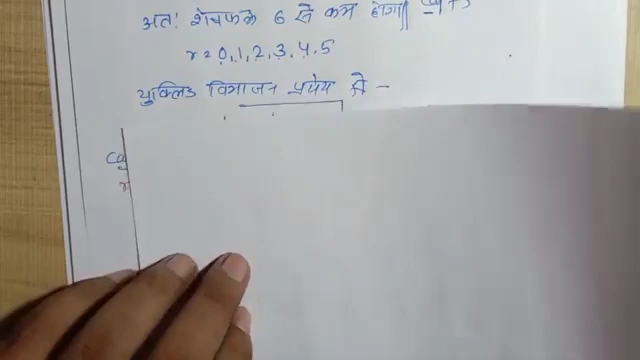 अतः शेषफल 6 से कम होगा।
r = 0, 1, 2, 3, 4, 5
युक्लिड विभाजन प्रमेय से –